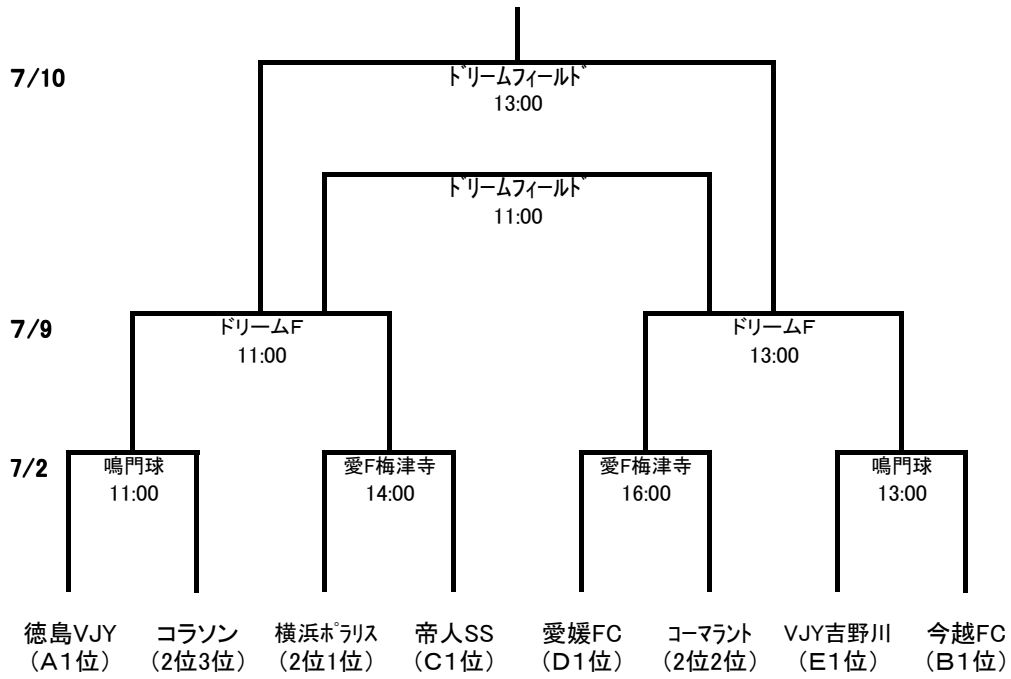 7/10
ﾄﾞﾘｰﾑﾌｨｰﾙﾄﾞ
13:00
ﾄﾞﾘｰﾑﾌｨｰﾙﾄﾞ
11:00
7/9
ドリームF
11:00
ドリームF
13:00
7/2
鳴門球
11:00
愛F梅津寺
14:00
愛F梅津寺
16:00
鳴門球
13:00
徳島VJY
（A1位）
コラソン
（2位3位）
横浜ﾎﾟﾗﾘｽ
（2位1位）
帝人SS
（C1位）
愛媛FC
（D1位）
ｺｰﾏﾗﾝﾄ
（2位2位）
VJY吉野川
（E1位）
今越FC
（B1位）